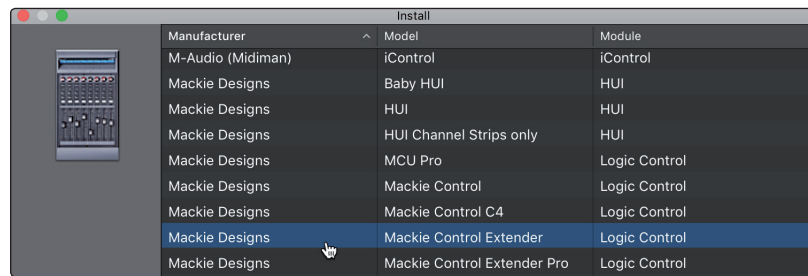 Install
Manufacturer Model Module
M-Audio (Midiman) iControl iControl
Mackie Designs Baby HUI HUI
Mackie Designs HUI HUI
Mackie Designs HUI Channel Strips only HUI
Mackie Designs MCU Pro Logic Control
Mackie Designs Mackie Control Logic Control
Mackie Designs Mackie Control C4 Logic Control
Mackie Designs Mackie Control Extender Logic Control
Mackie Designs Mackie Control Extender Pro Logic Control